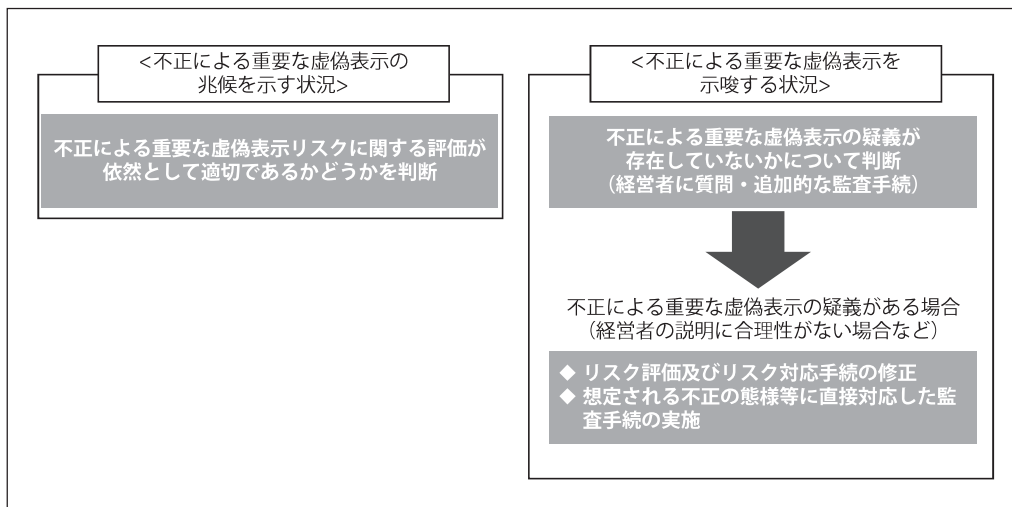 <不正による重要な虚偽表示の
兆候を示す状況>
不正による重要な虚偽表示リスクに関する評価が
依然として適切であるかどうかを判断
<不正による重要な虚偽表示を
示唆する状況>
不正による重要な虚偽表示の疑義が
存在していないかについて判断
(経営者に質問・追加的な監査手続)
不正による重要な虚偽表示の疑義がある場合
(経営者の説明に合理性がない場合など)
◆ リスク評価及びリスク対応手続の修正
◆ 想定される不正の態様等に直接対応した監
査手続の実施